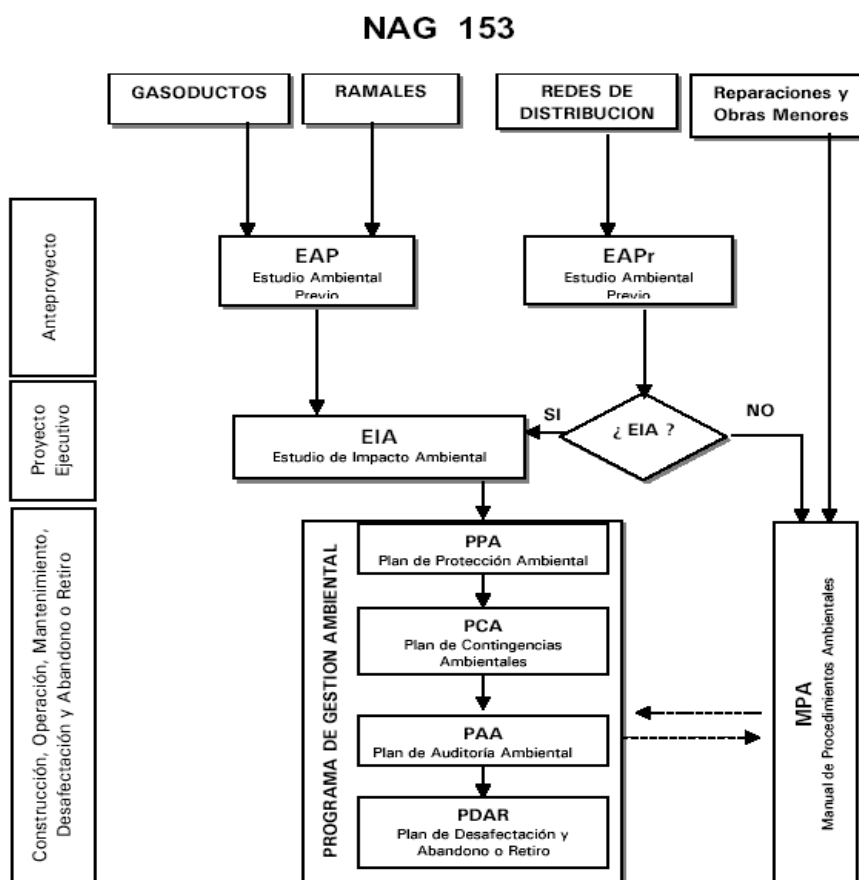 NAG 153
GASODUCTOS
RAMALES
REDES DE
DISTRIBUCION
Reparaciones y
Obras Menores
Anteproyecto
EAP
Estudio Ambiental
Previo
EAPr
Estudio Ambiental
Previo
Proyecto
Ejecutivo
EIA
Estudio de Impacto Ambiental
SI
¿ EIA ?
NO
Construcción, Operación, Mantenimiento,
Desafectación y Abandono o Retiro
PROGRAMA DE GESTION AMBIENTAL
PPA
Plan de Protección Ambiental
PCA
Plan de Contingencias
Ambientales
PAA
Plan de Auditoría Ambiental
PDAR
Plan de Desafectación y
Abandono o Retiro
MPA
Manual de Procedimientos Ambientales